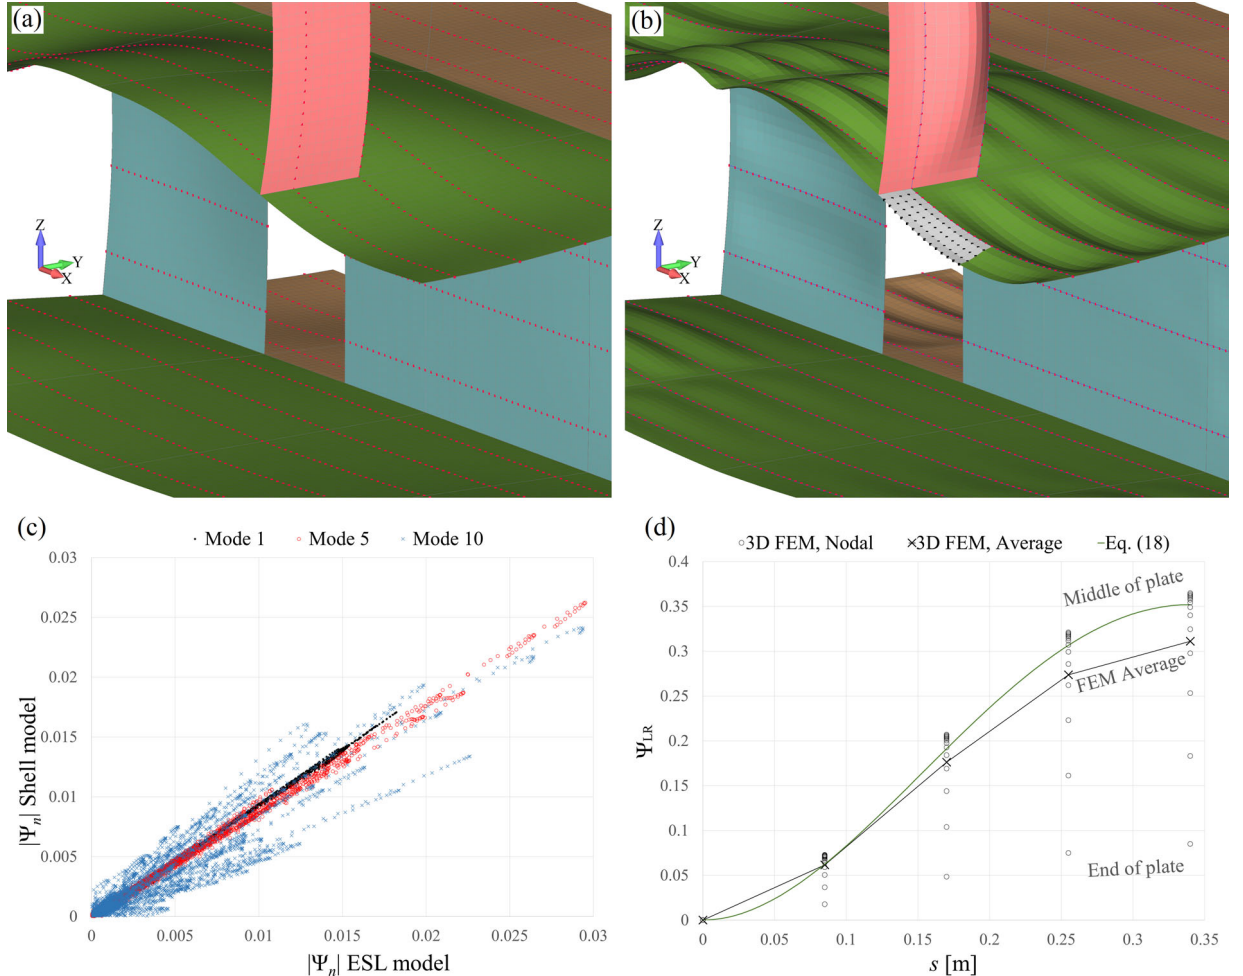 (a)
Z
Y
X
(b)
Z
Y
X
(c)
· Mode 1 ○ Mode 5 × Mode 10
|Ψn| Shell model
0.03
0.025
0.02
0.015
0.01
0.005
0
0 0.005 0.01 0.015 0.02 0.025 0.03
|Ψn| ESL model
(d)
○3D FEM, Nodal ×3D FEM, Average –Eq. (18)
ΨLR
0.4
0.35
0.3
0.25
0.2
0.15
0.1
0.05
0
Middle of plate
FEM Average
End of plate
0 0.05 0.1 0.15 0.2 0.25 0.3 0.35
s [m]